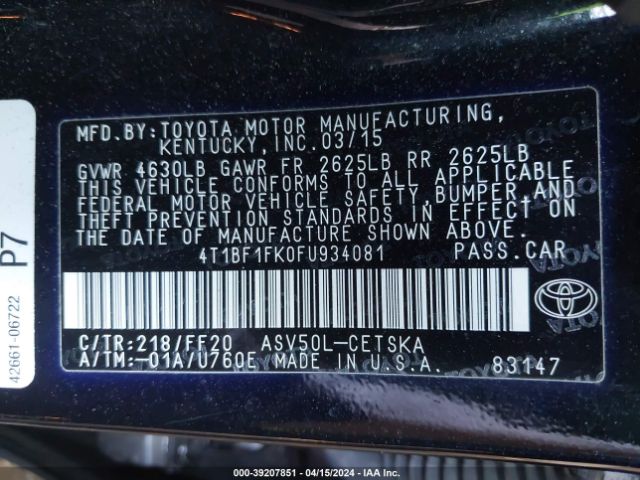 MFD. BY: TOYOTA MOTOR MANUFACTURING,
KENTUCKY, INC. 03/15
GVWR 4630LB GAWR FR 2625LB RR 2625LB
THIS VEHICLE CONFORMS TO ALL APPLICABLE
FEDERAL MOTOR VEHICLE SAFETY, BUMPER, AND
THEFT PREVENTION STANDARDS IN EFFECT ON
THE DATE OF MANUFACTURE SHOWN ABOVE.
4T1BF1FK0FU934081 PASS.CAR
C/TR:218/FF20 ASV50L-CETSKA
A/TM:-01A/U760E MADE IN U.S.A. 83147
P7
42661-06722
TOYOTA
000-39207851 / 04/15/2024 / IAA Inc.